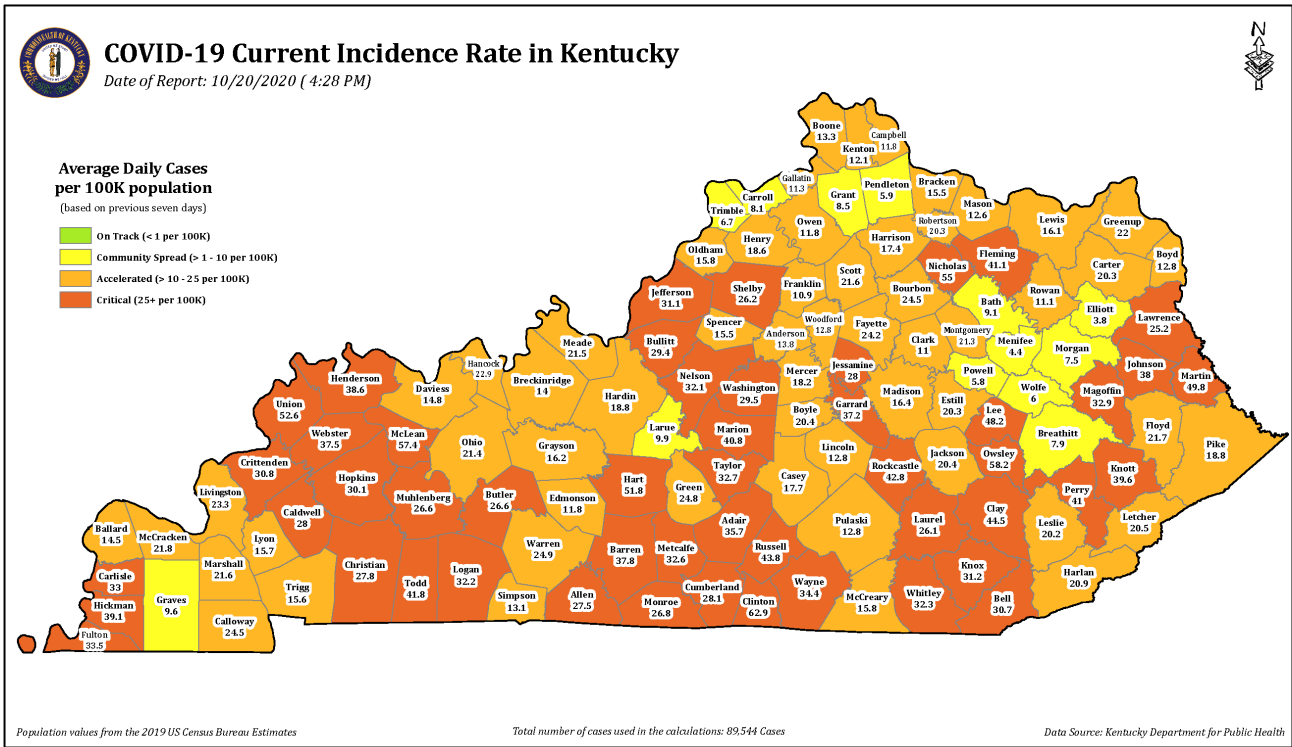 COVID-19 Current Incidence Rate in Kentucky
Date of Report: 10/20/2020 ( 4:28 PM)
N
Average Daily Cases
per 100K population
(based on previous seven days)
On Track (< 1 per 100K)
Community Spread (> 1 - 10 per 100K)
Accelerated (> 10 - 25 per 100K)
Critical (25+ per 100K)
Boone
13.3
Kenton
12.1
Campbell
11.8
Gallatin
11.3
Carroll
8.1
Trimble
6.7
Grant
8.5
Pendleton
5.9
Bracken
15.5
Mason
12.6
Robertson
20.3
Lewis
16.1
Greenup
22
Boyd
12.8
Carter
20.3
Owen
11.8
Henry
18.6
Oldham
15.8
Harrison
17.4
Nicholas
55
Fleming
41.1
Rowan
11.1
Bath
9.1
Elliott
3.8
Lawrence
25.2
Jefferson
31.1
Shelby
26.2
Franklin
10.9
Scott
21.6
Bourbon
24.5
Spencer
15.5
Anderson
13.8
Woodford
12.8
Fayette
24.2
Clark
11
Montgomery
21.3
Menifee
4.4
Morgan
7.5
Johnson
38
Martin
49.8
Magoffin
32.9
Bullitt
29.4
Nelson
32.1
Washington
29.5
Mercer
18.2
Jessamine
28
Garrard
37.2
Madison
16.4
Powell
5.8
Wolfe
6
Estill
20.3
Lee
48.2
Breathitt
7.9
Floyd
21.7
Pike
18.8
Meade
21.5
Hancock
22.9
Breckinridge
14
Hardin
18.8
Larue
9.9
Marion
40.8
Boyle
20.4
Lincoln
12.8
Rockcastle
42.8
Jackson
20.4
Owsley
58.2
Perry
41
Knott
39.6
Letcher
20.5
Leslie
20.2
Henderson
38.6
Union
52.6
Daviess
14.8
Webster
37.5
McLean
57.4
Ohio
21.4
Grayson
16.2
Hart
51.8
Green
24.8
Taylor
32.7
Casey
17.7
Pulaski
12.8
Laurel
26.1
Clay
44.5
Harlan
20.9
Crittenden
30.8
Hopkins
30.1
Muhlenberg
26.6
Butler
26.6
Edmonson
11.8
Livingston
23.3
Caldwell
28
Lyon
15.7
Warren
24.9
Barren
37.8
Metcalfe
32.6
Adair
35.7
Russell
43.8
Wayne
34.4
McCreary
15.8
Whitley
32.3
Knox
31.2
Bell
30.7
Ballard
14.5
McCracken
21.8
Marshall
21.6
Carlisle
33
Hickman
39.1
Fulton
33.5
Graves
9.6
Calloway
24.5
Trigg
15.6
Christian
27.8
Todd
41.8
Logan
32.2
Simpson
13.1
Allen
27.5
Monroe
26.8
Cumberland
28.1
Clinton
62.9
Population values from the 2019 US Census Bureau Estimates
Total number of cases used in the calculations: 89,544 Cases
Data Source: Kentucky Department for Public Health